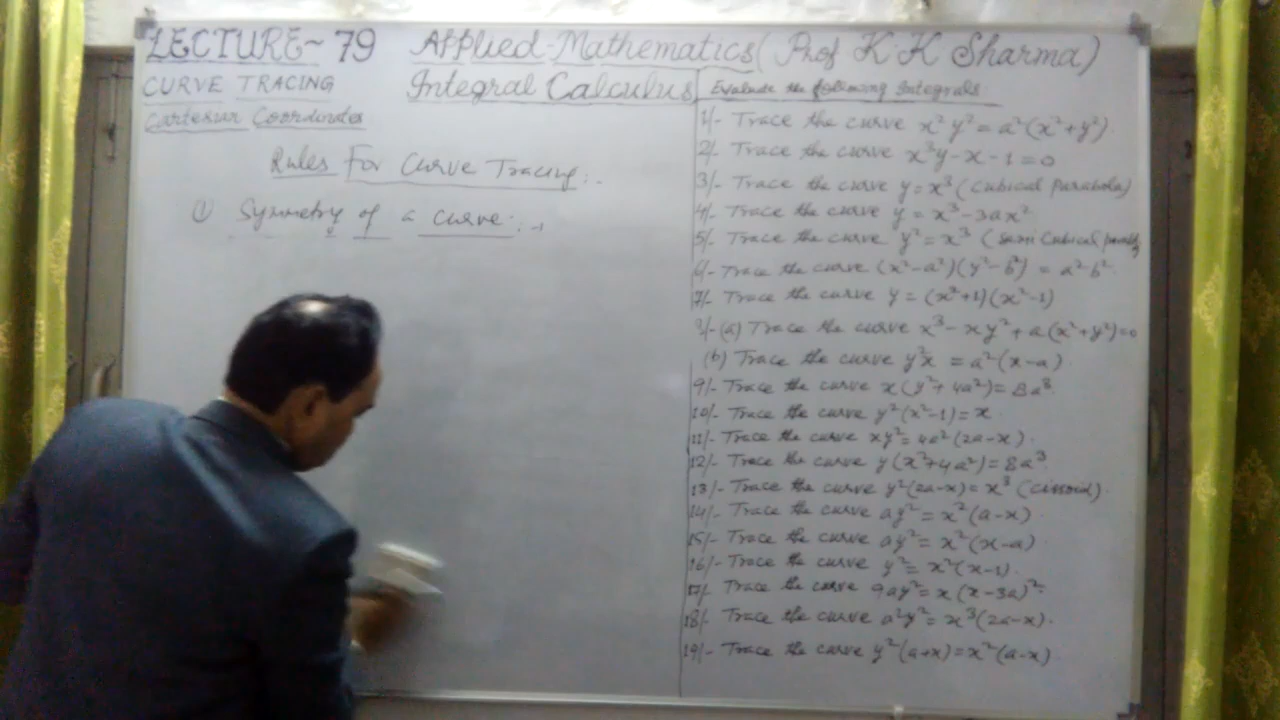 LECTURE~79 Applied-Mathematics (Prof K.K Sharma)
CURVE TRACING Integral Calculus
Cartesian Coordinates
Rules For Curve Tracing:-
① Symmetry of a curve:-
Evaluate the following Integrals
1/- Trace the curve x²y² = a²(x²+y²)
2/- Trace the curve x³y-x-1=0
3/- Trace the curve y=x³ (cubical parabola)
4/- Trace the curve y = x³-3ax²
5/- Trace the curve y² = x³ (semi cubical
6/- Trace the curve (x²-a²)(y²-b²) = a²b²
7/- Trace the curve y = (x²+1)(x²-1)
8/- (a) Trace the curve x³-xy²+a(x²+y²)=0
(b) Trace the curve y²x = a²(x-a)
9/- Trace the curve x(y²+4a²)=8a³
10/- Trace the curve y²(x²-1)=x
11/- Trace the curve xy²=4a²(2a-x)
12/- Trace the curve y(x²+4a²)=8a³
13/- Trace the curve y²(2a-x)=x³ (cissoid)
14/- Trace the curve ay²=x²(a-x)
15/- Trace the curve ay²=x²(x-a)
16/- Trace the curve y²=x²(x-1)
17/- Trace the curve 9ay²=x(x-3a)²
18/- Trace the curve a²y²=x³(2a-x)
19/- Trace the curve y²(a+x)=x²(a-x)